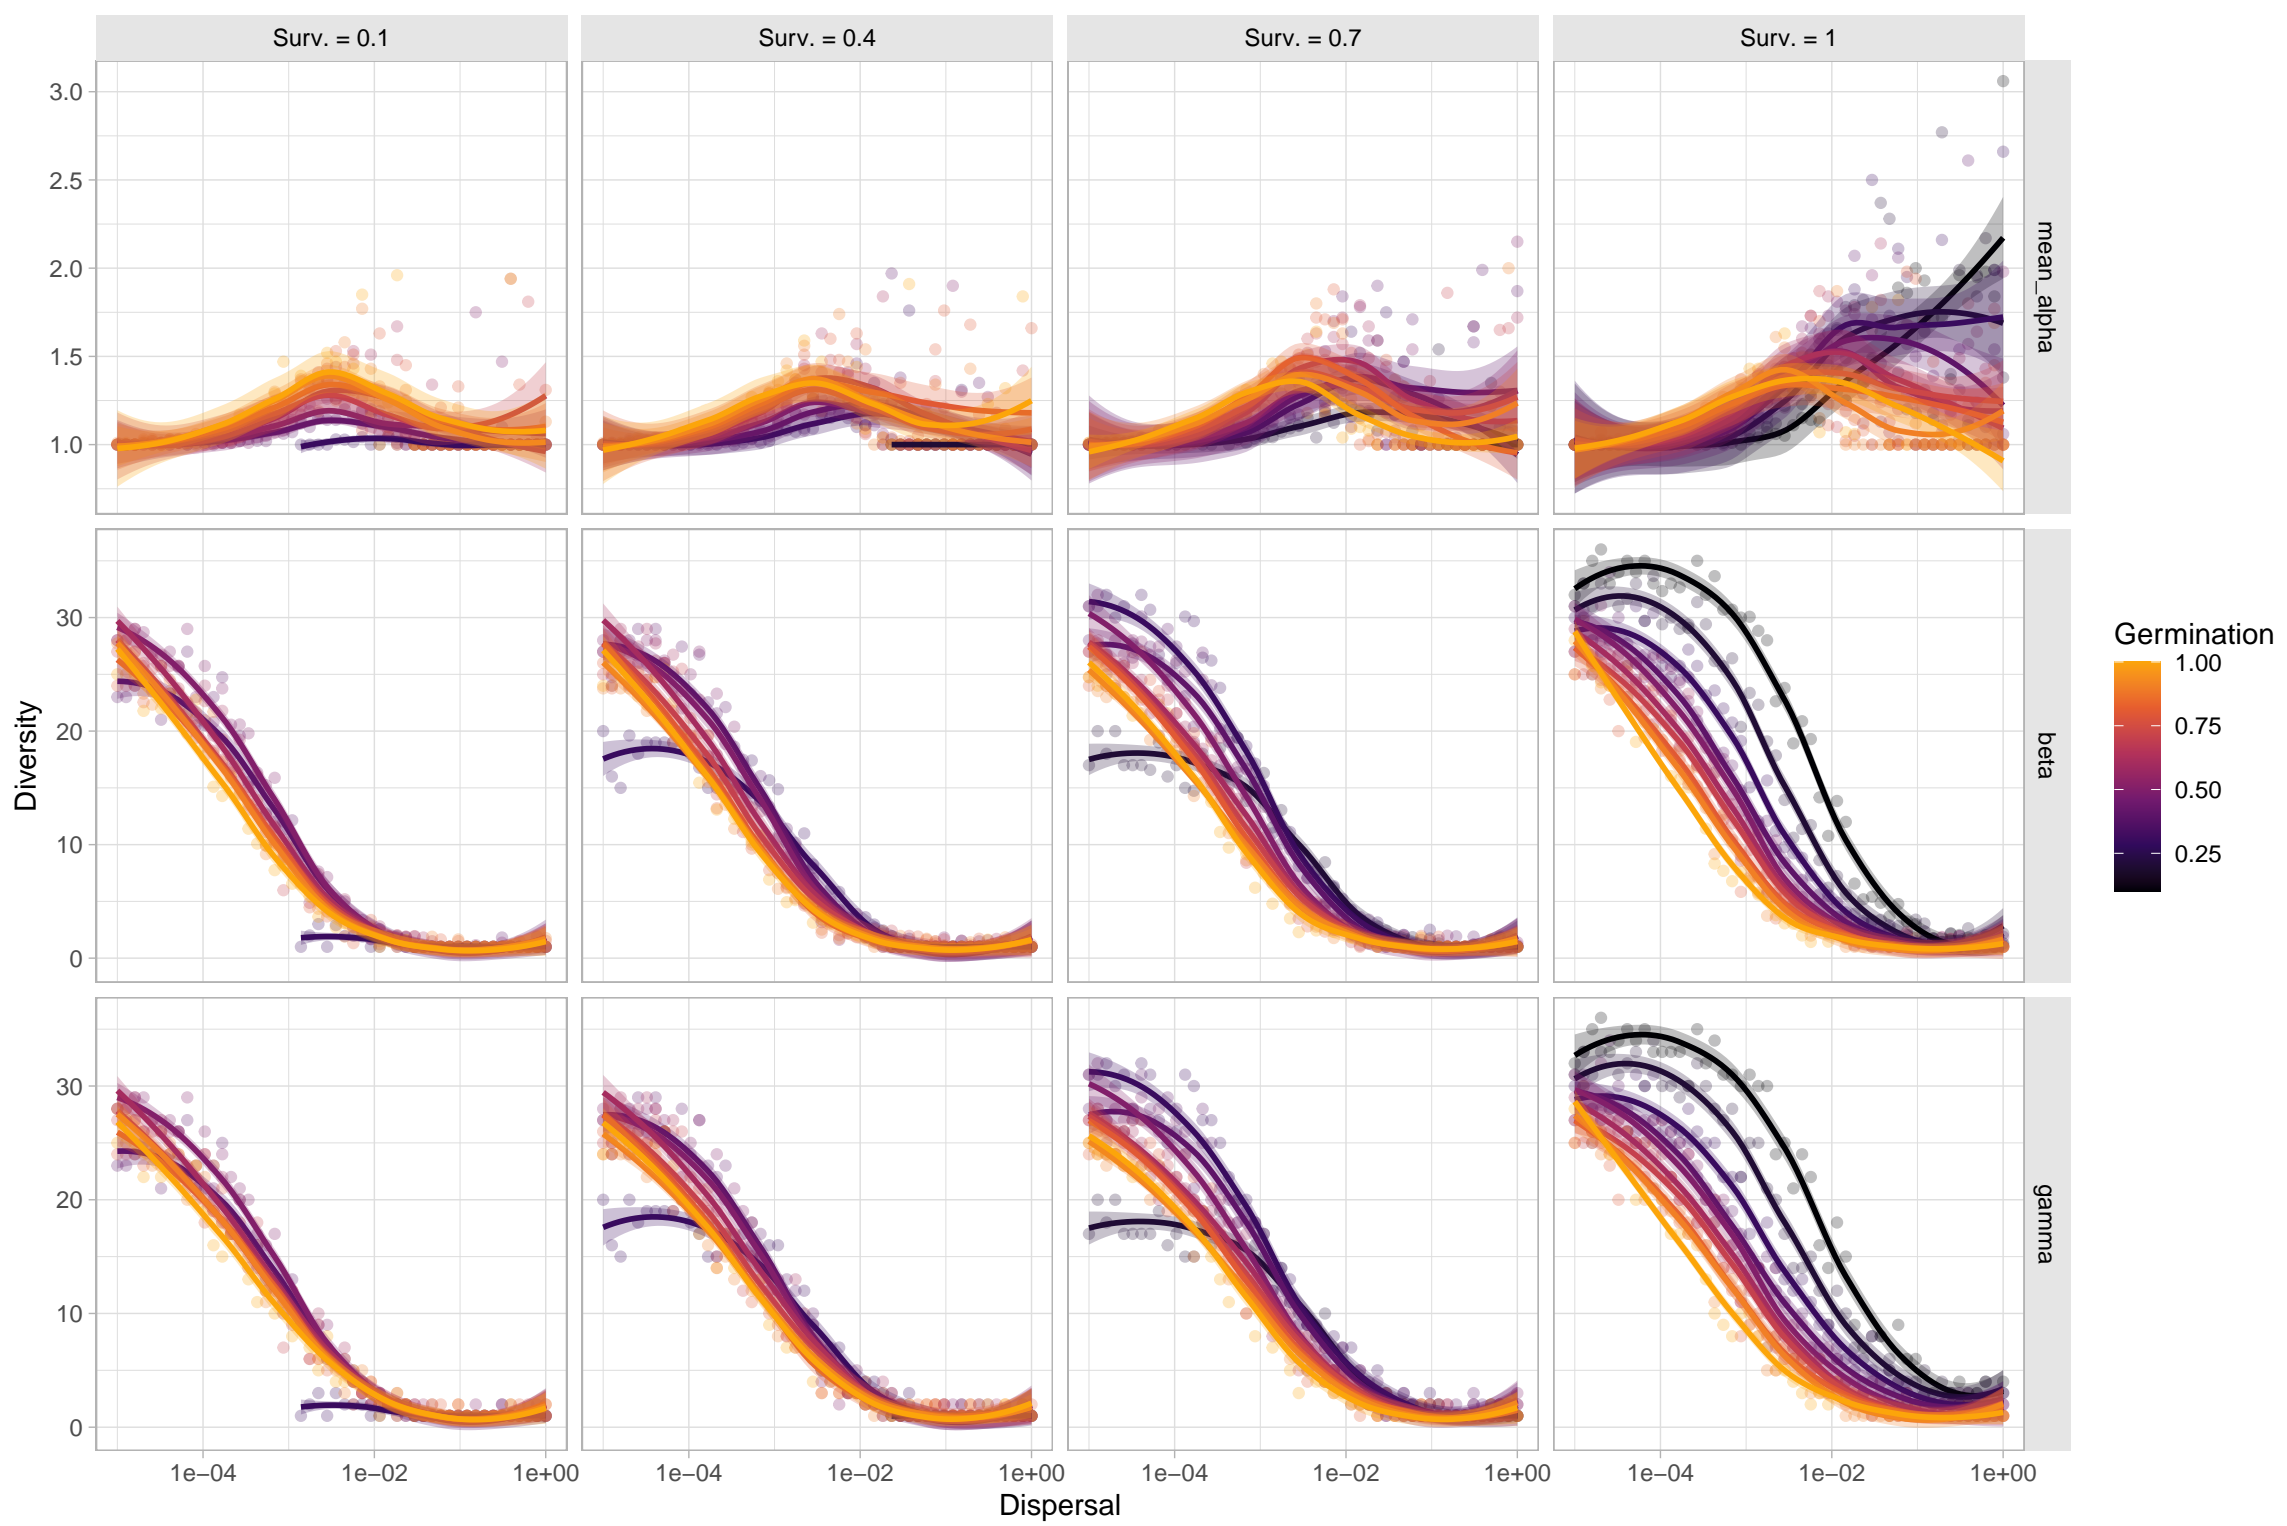 Surv. = 0.1 Surv. = 0.4 Surv. = 0.7 Surv. = 1
3.0
2.5
2.0
1.5
1.0
mean_alpha
30
20
10
0
beta
30
20
10
0
gamma
Diversity
1e−04 1e−02 1e+00 1e−04 1e−02 1e+00 1e−04 1e−02 1e+00 1e−04 1e−02 1e+00
Dispersal
Germination
1.00
0.75
0.50
0.25